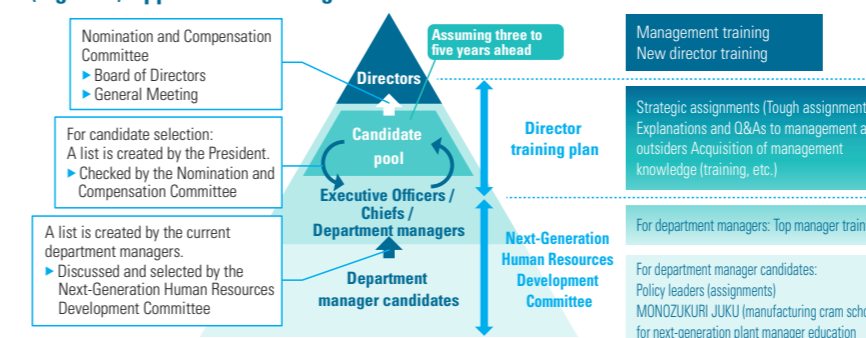 Nomination and Compensation
Committee
▶ Board of Directors
▶ General Meeting
For candidate selection:
A list is created by the President.
▶ Checked by the Nomination and
Compensation Committee
A list is created by the current
department managers.
▶ Discussed and selected by the
Next-Generation Human Resources
Development Committee
Assuming three to
five years ahead
Directors
Candidate
pool
Executive Officers /
Chiefs /
Department managers
Department
manager candidates
Director
training plan
Next-Generation
Human Resources
Development
Committee
Management training
New director training
Strategic assignments (Tough assignment
Explanations and Q&As to management a
outsiders Acquisition of management
knowledge (training, etc.)
For department managers: Top manager train
For department manager candidates:
Policy leaders (assignments)
MONOZUKURI JUKU (manufacturing cram scho
for next-generation plant manager education